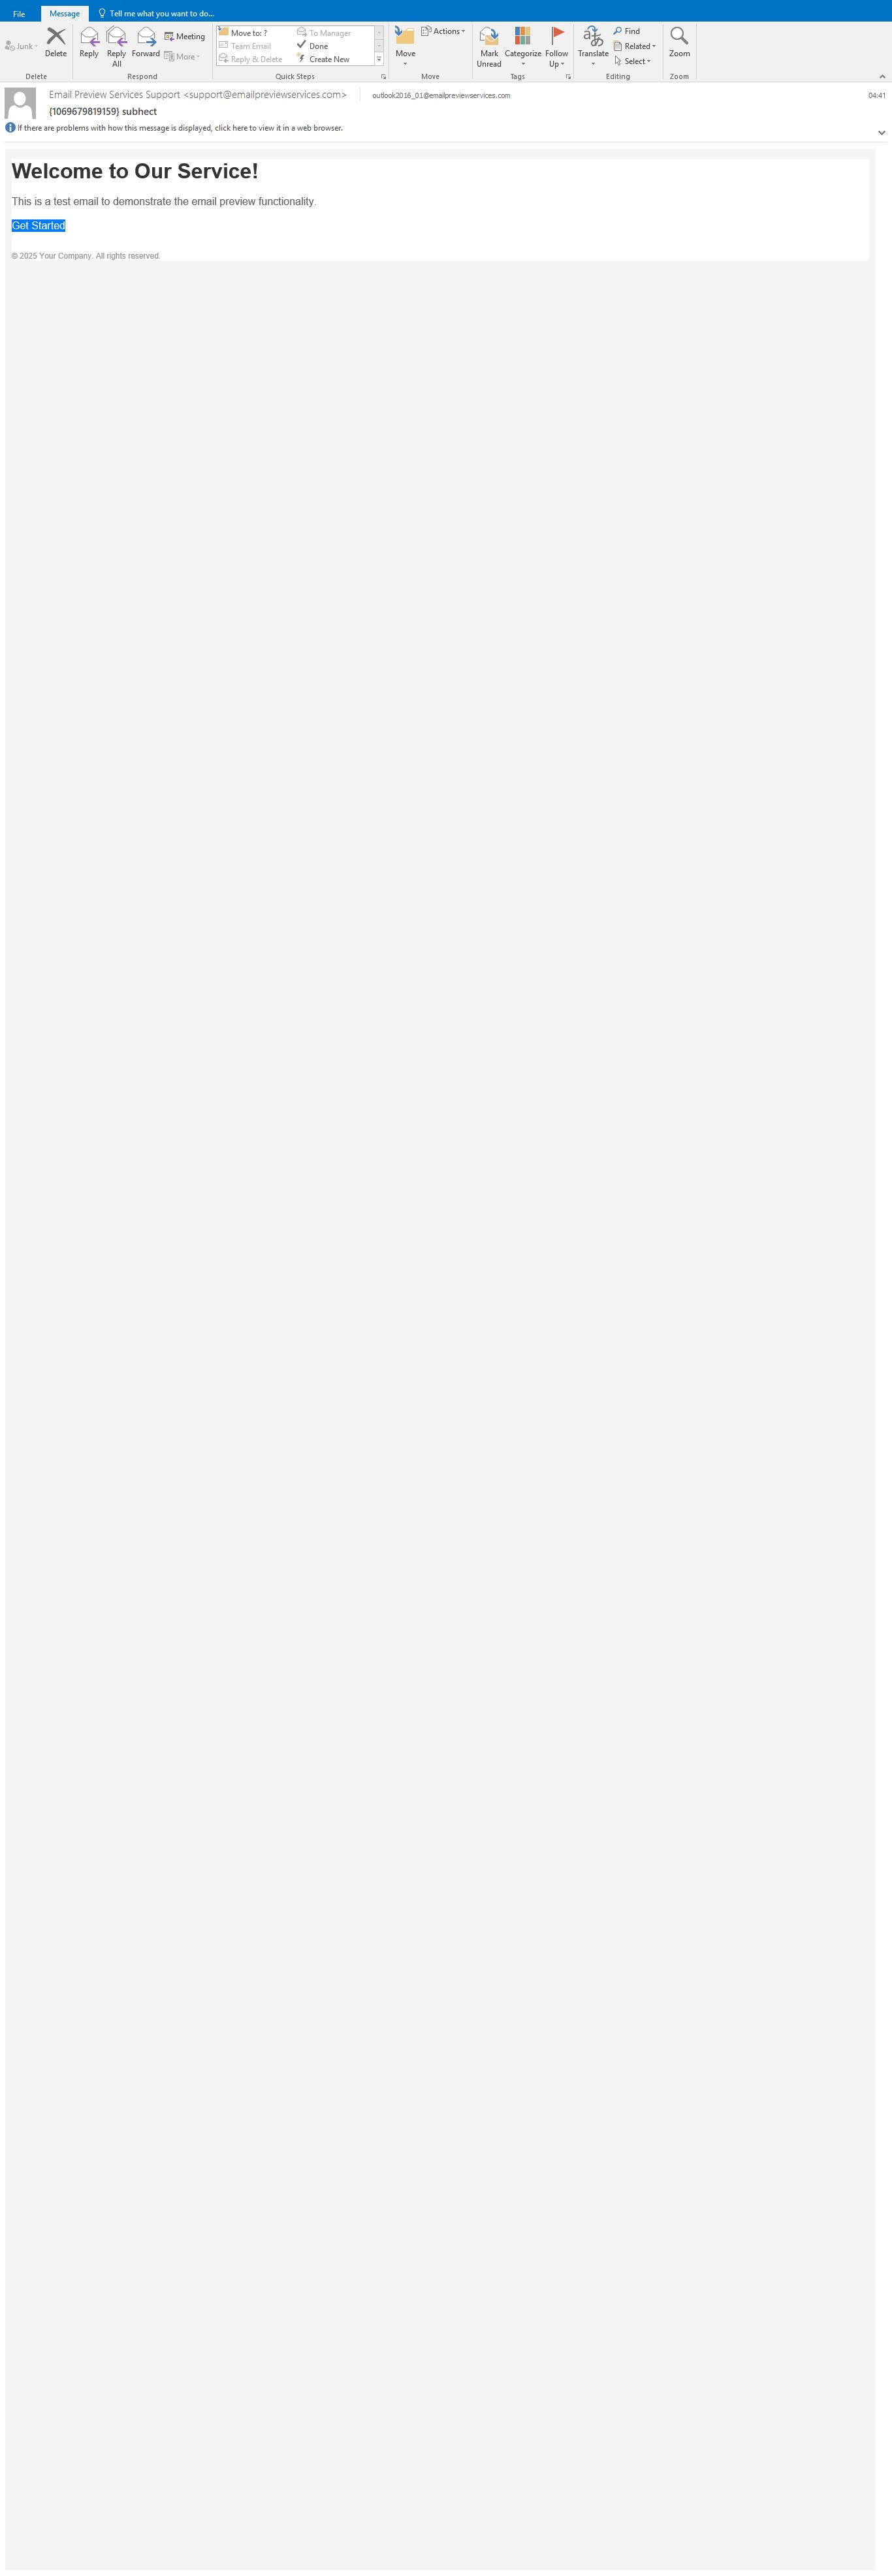 File Message Tell me what you want to do...
Junk Delete Reply Reply All Forward Meeting More
Move to: ? To Manager
Team Email Done
Reply & Delete Create New
Move Actions
Mark Unread Categorize Follow Up
Translate Find Related Select Zoom
Delete Respond Quick Steps Move Tags Editing Zoom
Email Preview Services Support <support@emailpreviewservices.com> outlook2016_01@emailpreviewservices.com 04:41
{1069679819159} subhect
If there are problems with how this message is displayed, click here to view it in a web browser.
Welcome to Our Service!
This is a test email to demonstrate the email preview functionality.
Get Started
© 2025 Your Company. All rights reserved.